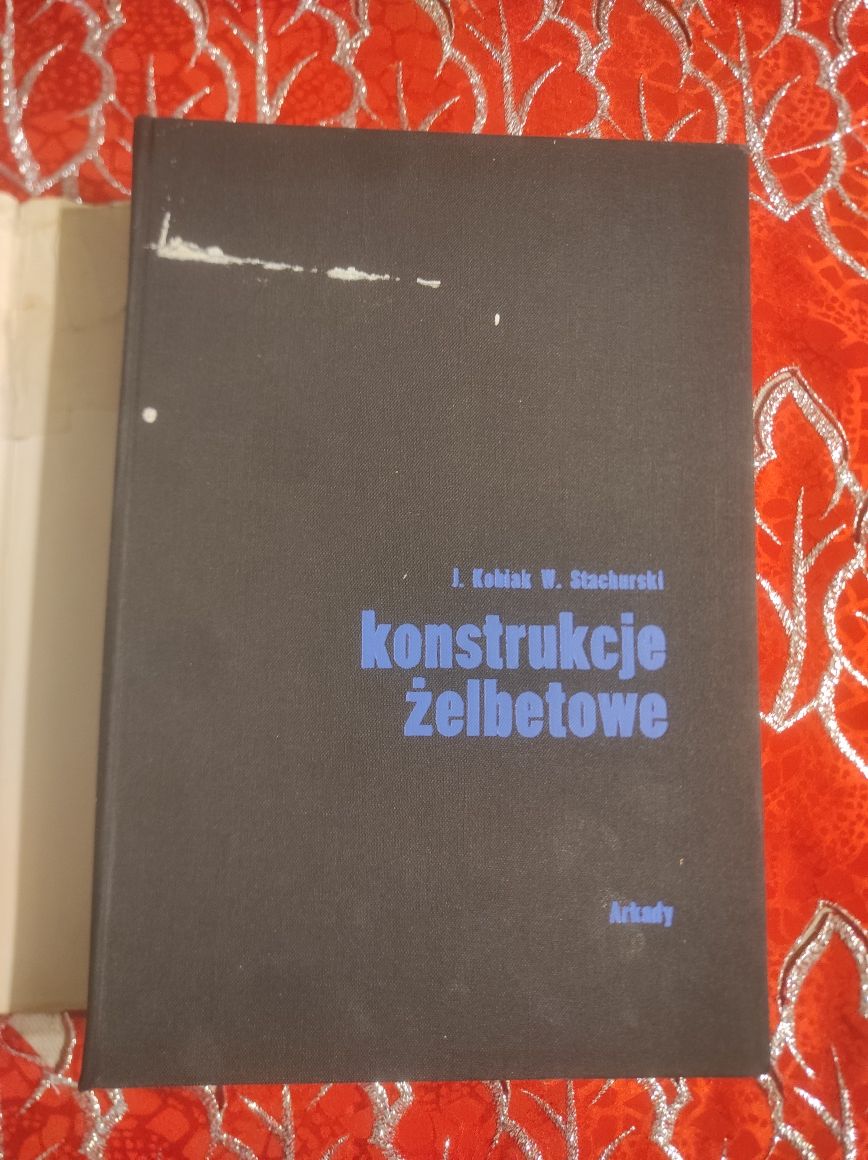 J. Kobiak W. Stachurski
konstrukcje
żelbetowe
Arkady